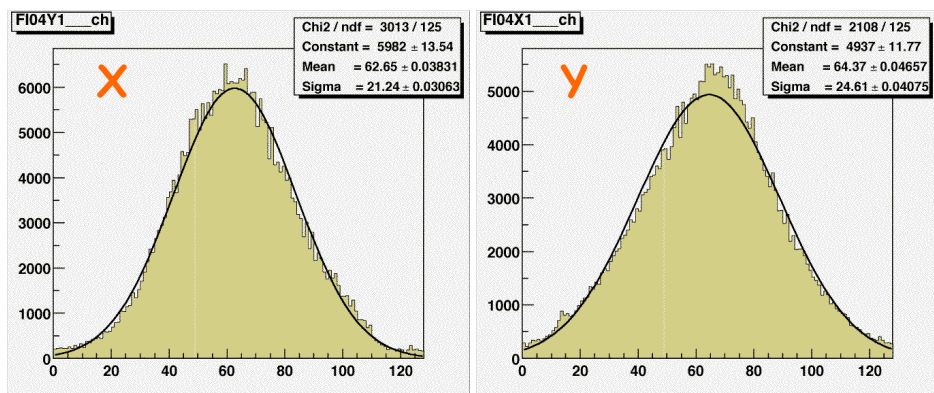 FI04Y1___ch
Chi2 / ndf = 3013 / 125
Constant = 5982 ± 13.54
Mean = 62.65 ± 0.03831
Sigma = 21.24 ± 0.03063
X
6000
5000
4000
3000
2000
1000
0
0 20 40 60 80 100 120
FI04X1___ch
Chi2 / ndf = 2108 / 125
Constant = 4937 ± 11.77
Mean = 64.37 ± 0.04657
Sigma = 24.61 ± 0.04075
y
5000
4000
3000
2000
1000
0
0 20 40 60 80 100 120